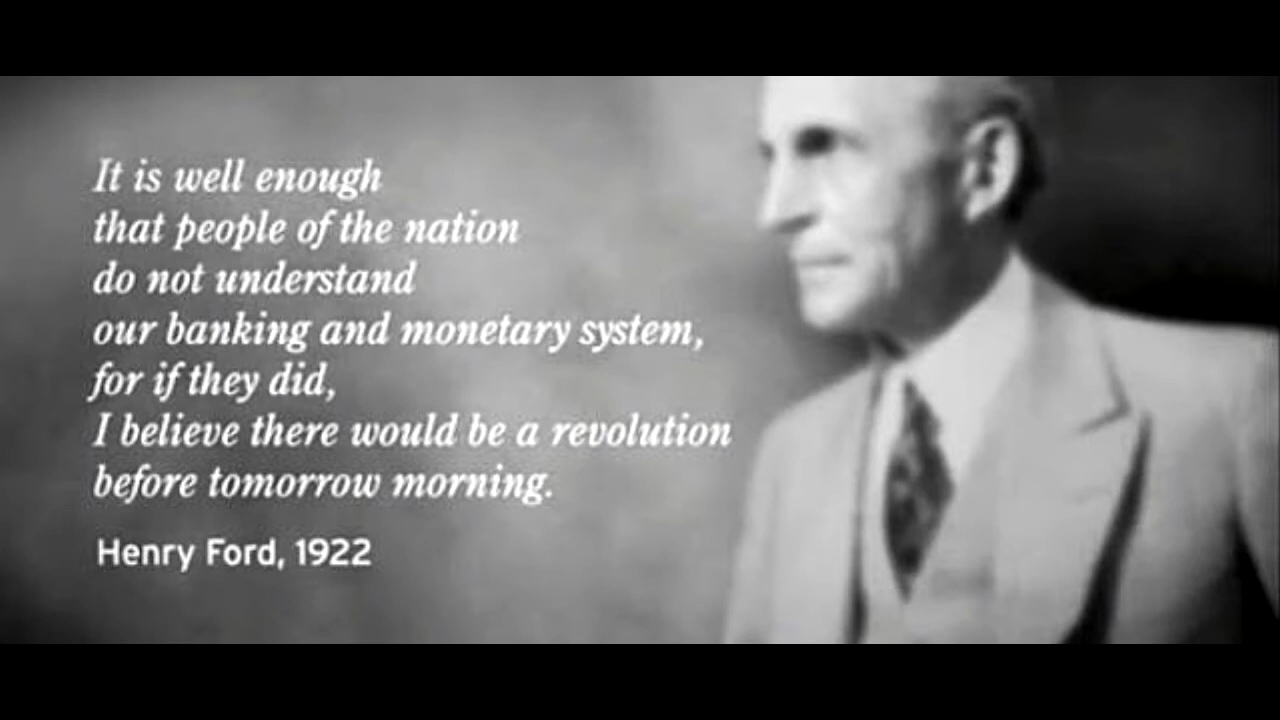 It is well enough
that people of the nation
do not understand
our banking and monetary system,
for if they did,
I believe there would be a revolution
before tomorrow morning.
Henry Ford, 1922